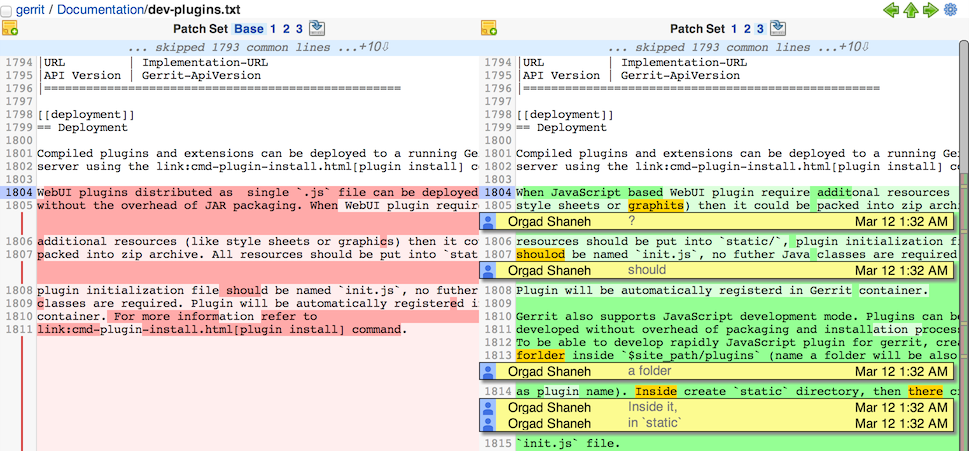 gerrit / Documentation/dev-plugins.txt
Patch Set Base 1 2 3
... skipped 1793 common lines ...+10⇩
1794 |URL | Implementation-URL
1795 |API Version | Gerrit-ApiVersion
1796 |===================================================
1797
1798 [[deployment]]
1799 == Deployment
1800
1801 Compiled plugins and extensions can be deployed to a running Ge
1802 server using the link:cmd-plugin-install.html[plugin install] c
1803
1804 WebUI plugins distributed as  single `.js` file can be deployed
1805 without the overhead of JAR packaging. When WebUI plugin requir
1806 additional resources (like style sheets or graphics) then it co
1807 packed into zip archive. All resources should be put into `stat
1808 plugin initialization file should be named `init.js`, no futher
1809 classes are required. Plugin will be automatically registered i
1810 container. For more information refer to
1811 link:cmd-plugin-install.html[plugin install] command.
Patch Set 1 2 3
... skipped 1793 common lines ...+10⇩
1794 |URL | Implementation-URL
1795 |API Version | Gerrit-ApiVersion
1796 |===================================================
1797
1798 [[deployment]]
1799 == Deployment
1800
1801 Compiled plugins and extensions can be deployed to a running Ge
1802 server using the link:cmd-plugin-install.html[plugin install] c
1803
1804 When JavaScript based WebUI plugin require additonal resources
1805 style sheets or graphits) then it could be packed into zip archi
Orgad Shaneh ? Mar 12 1:32 AM
1806 resources should be put into `static/`, plugin initialization f
1807 shoulod be named `init.js`, no futher Java classes are required
Orgad Shaneh should Mar 12 1:32 AM
1808 Plugin will be automatically registerd in Gerrit container.
1809
1810 Gerrit also supports JavaScript development mode. Plugins can be
1811 developed without overhead of packaging and installation process
1812 To be able to develop rapidly JavaScript plugin for gerrit, crea
1813 forlder inside `$site_path/plugins` (name a folder will be also
Orgad Shaneh a folder Mar 12 1:32 AM
1814 as plugin name). Inside create `static` directory, then there cr
Orgad Shaneh Inside it, Mar 12 1:32 AM
Orgad Shaneh in `static` Mar 12 1:32 AM
1815 `init.js` file.